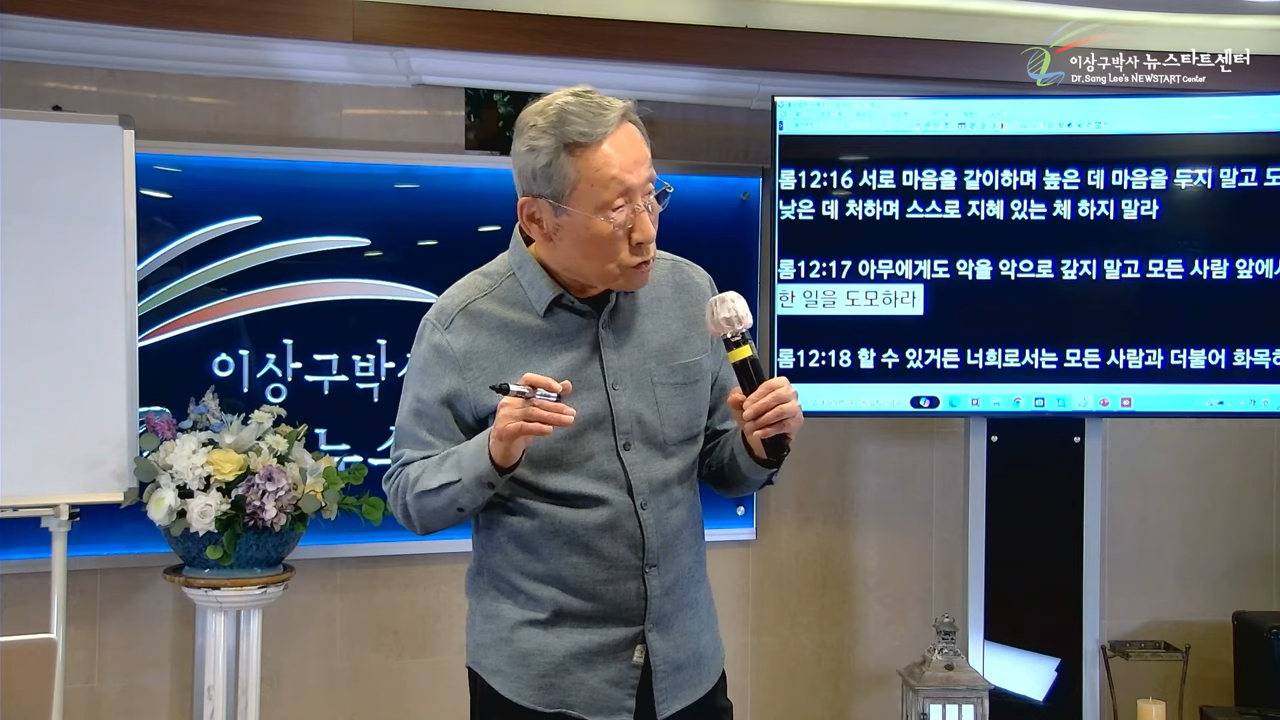 이상구박사 뉴스타트센터
Dr. Sang Lee's NEWSTART Center
롬12:16 서로 마음을 같이하며 높은 데 마음을 두지 말고 도
낮은 데 처하며 스스로 지혜 있는 체 하지 말라
롬12:17 아무에게도 악을 악으로 갚지 말고 모든 사람 앞에서
한 일을 도모하라
롬12:18 할 수 있거든 너희로서는 모든 사람과 더불어 화목하
이상구박사
뉴스